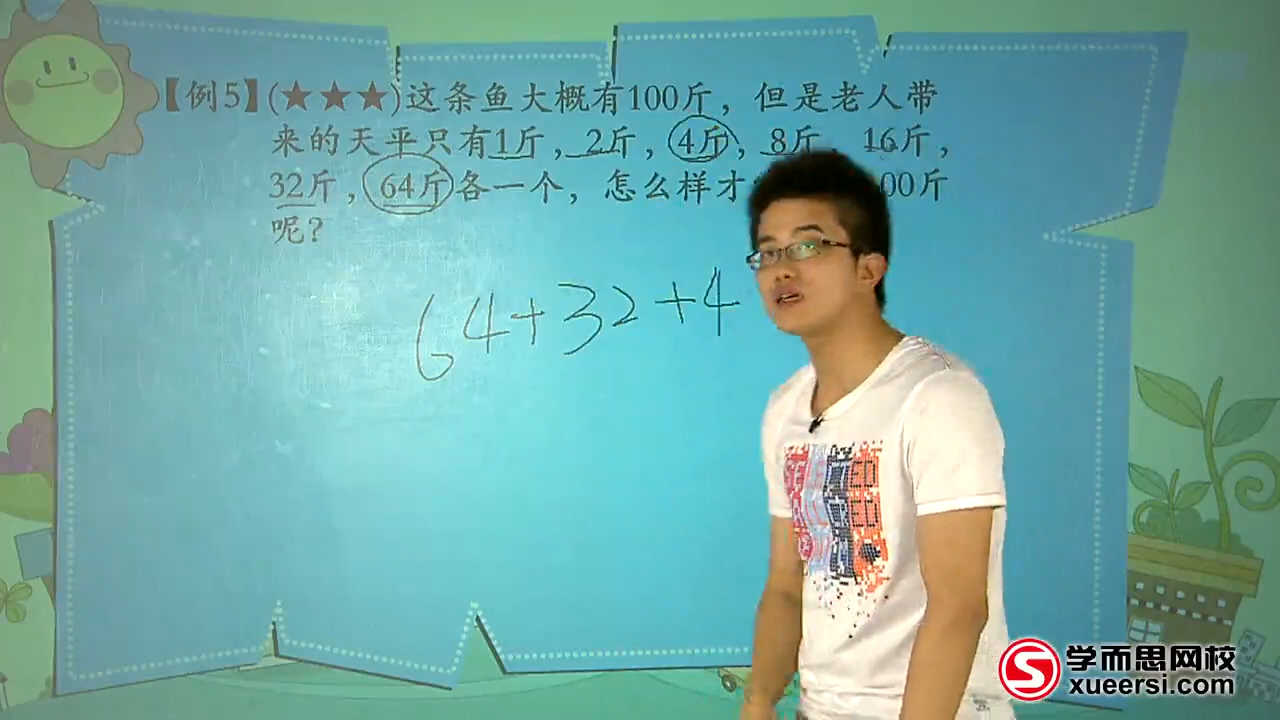 【例5】(★★★)这条鱼大概有100斤，但是老人带
来的天平只有1斤，2斤，4斤，8斤，16斤，
32斤，64斤各一个，怎么样才 00斤
呢？
64+32+4
学而思网校
xueersi.com